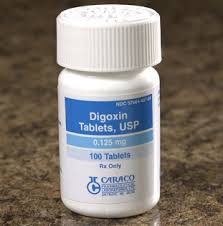 Digoxin
Tablets, USP
0.125 mg
100 Tablets
Rx Only
CARACO